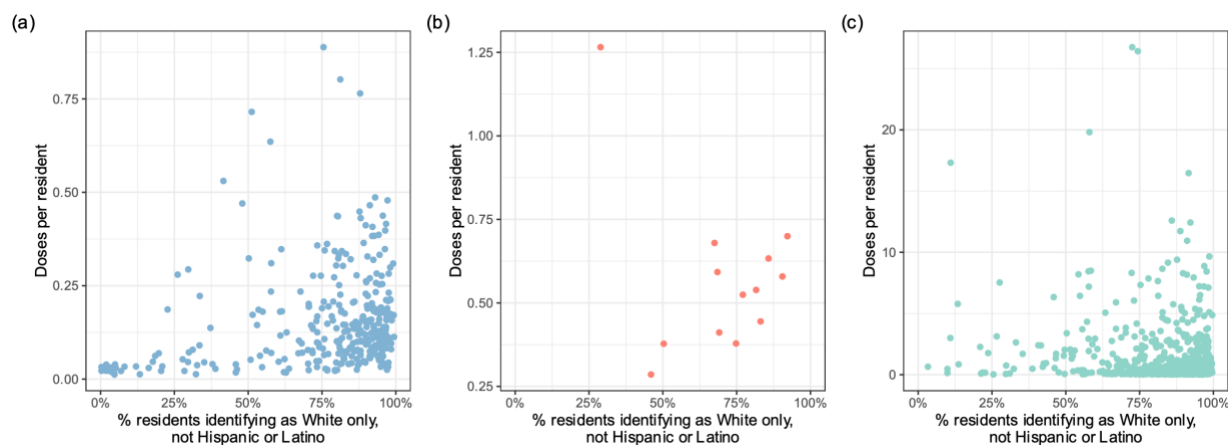 (a)
Doses per resident
0.75
0.50
0.25
0.00
0% 25% 50% 75% 100%
% residents identifying as White only,
not Hispanic or Latino
(b)
Doses per resident
1.25
1.00
0.75
0.50
0.25
0% 25% 50% 75% 100%
% residents identifying as White only,
not Hispanic or Latino
(c)
Doses per resident
20
10
0
0% 25% 50% 75% 100%
% residents identifying as White only,
not Hispanic or Latino